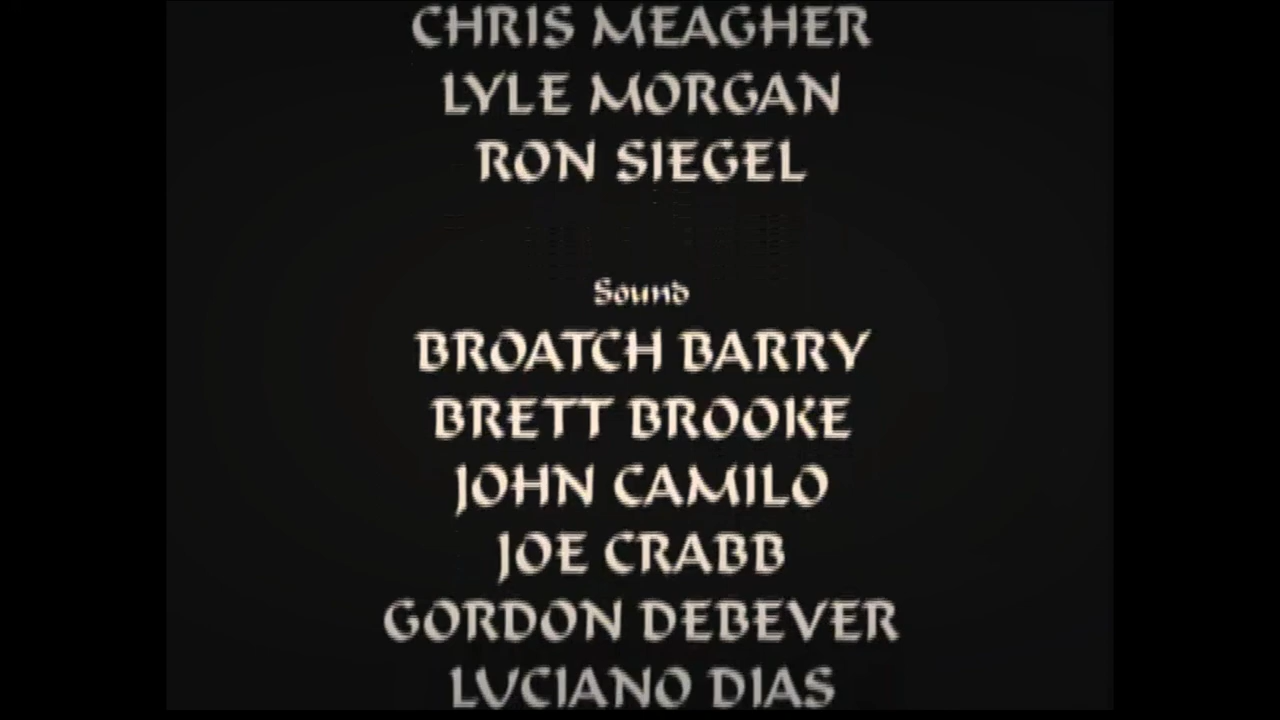 CHRIS MEAGHER
LYLE MORGAN
RON SIEGEL
Sound
BROATCH BARRY
BRETT BROOKE
JOHN CAMILO
JOE CRABB
GORDON DEBEVER
LUCIANO DIAS